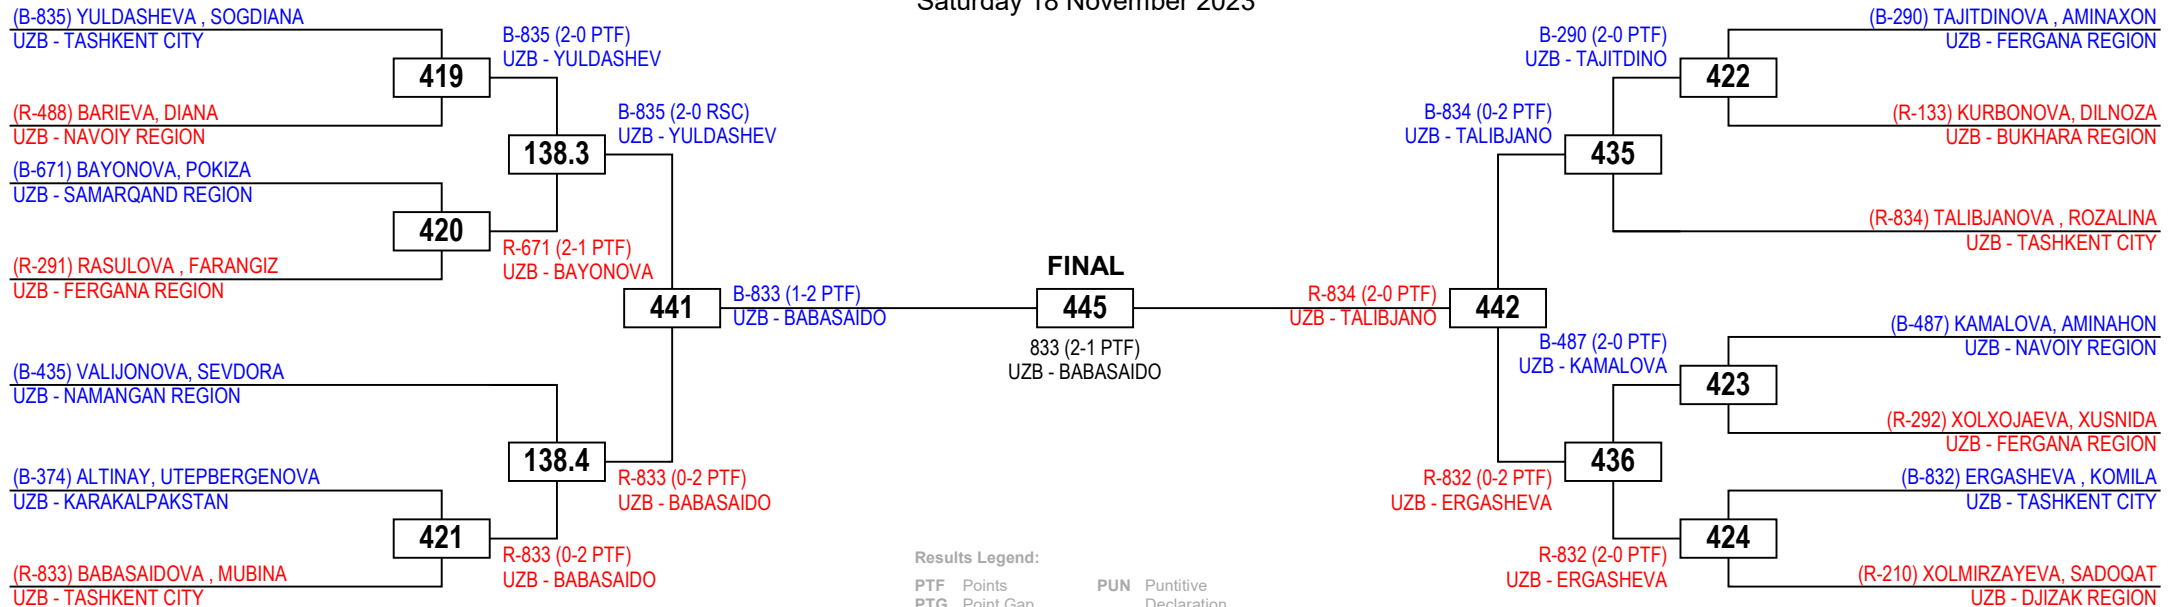 Saturday 18 November 2023
(B-835) YULDASHEVA , SOGDIANA
UZB - TASHKENT CITY
B-835 (2-0 PTF)
UZB - YULDASHEV
419
(R-488) BARIEVA, DIANA
UZB - NAVOIY REGION
B-835 (2-0 RSC)
UZB - YULDASHEV
138.3
(B-671) BAYONOVA, POKIZA
UZB - SAMARQAND REGION
420
R-671 (2-1 PTF)
UZB - BAYONOVA
(R-291) RASULOVA , FARANGIZ
UZB - FERGANA REGION
441
B-833 (1-2 PTF)
UZB - BABASAIDO
(B-435) VALIJONOVA, SEVDORA
UZB - NAMANGAN REGION
138.4
R-833 (0-2 PTF)
UZB - BABASAIDO
(B-374) ALTINAY, UTEPBERGENOVA
UZB - KARAKALPAKSTAN
421
R-833 (0-2 PTF)
UZB - BABASAIDO
(R-833) BABASAIDOVA , MUBINA
UZB - TASHKENT CITY
FINAL
445
833 (2-1 PTF)
UZB - BABASAIDO
(B-290) TAJITDINOVA , AMINAXON
UZB - FERGANA REGION
B-290 (2-0 PTF)
UZB - TAJITDINO
422
(R-133) KURBONOVA, DILNOZA
UZB - BUKHARA REGION
B-834 (0-2 PTF)
UZB - TALIBJANO
435
(R-834) TALIBJANOVA , ROZALINA
UZB - TASHKENT CITY
R-834 (2-0 PTF)
UZB - TALIBJANO
442
(B-487) KAMALOVA, AMINAHON
UZB - NAVOIY REGION
B-487 (2-0 PTF)
UZB - KAMALOVA
423
(R-292) XOLXOJAEVA, XUSNIDA
UZB - FERGANA REGION
R-832 (0-2 PTF)
UZB - ERGASHEVA
436
(B-832) ERGASHEVA , KOMILA
UZB - TASHKENT CITY
424
R-832 (2-0 PTF)
UZB - ERGASHEVA
(R-210) XOLMIRZAYEVA, SADOQAT
UZB - DJIZAK REGION
Results Legend:
PTF Points PUN Puntitive
PTG Point Gap Declaration